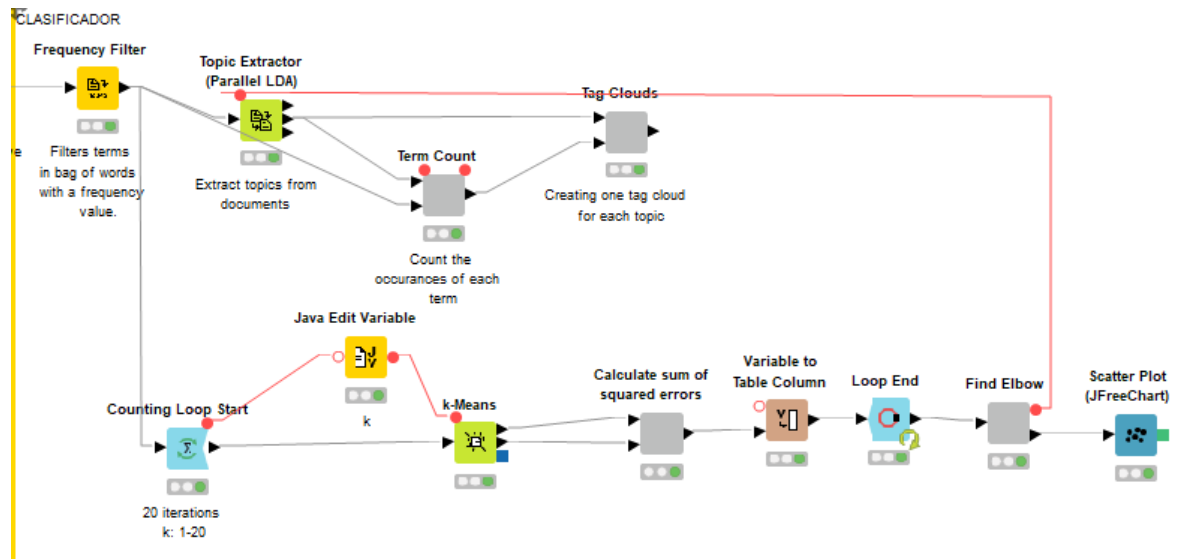 CLASIFICADOR
Frequency Filter
Filters terms
in bag of words
with a frequency
value.
Topic Extractor
(Parallel LDA)
Extract topics from
documents
Term Count
Count the
occurances of each
term
Tag Clouds
Creating one tag cloud
for each topic
Java Edit Variable
k
Counting Loop Start
20 iterations
k: 1-20
k-Means
Calculate sum of
squared errors
Variable to
Table Column
Loop End
Find Elbow
Scatter Plot
(JFreeChart)